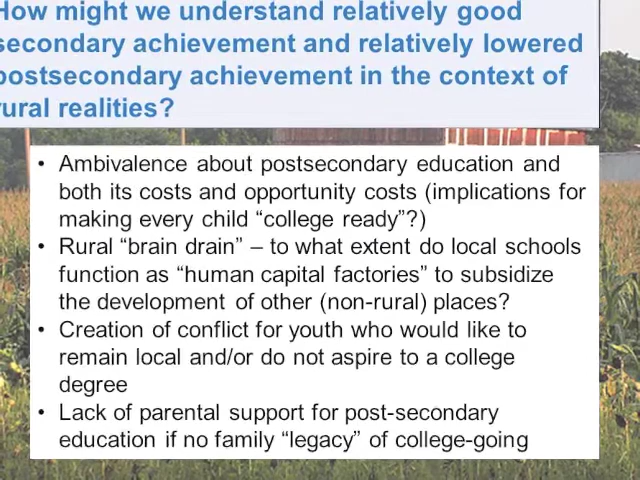 How might we understand relatively good
secondary achievement and relatively lowered
postsecondary achievement in the context of
rural realities?
• Ambivalence about postsecondary education and
both its costs and opportunity costs (implications for
making every child “college ready”?)
• Rural “brain drain” – to what extent do local schools
function as “human capital factories” to subsidize
the development of other (non-rural) places?
• Creation of conflict for youth who would like to
remain local and/or do not aspire to a college
degree
• Lack of parental support for post-secondary
education if no family “legacy” of college-going